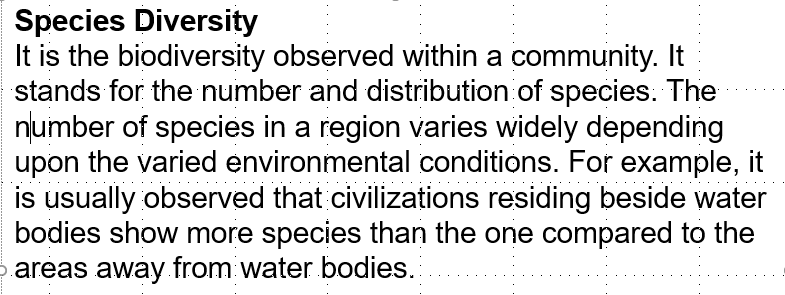 Species Diversity
It is the biodiversity observed within a community. It
stands for the number and distribution of species. The
number of species in a region varies widely depending
upon the varied environmental conditions. For example, it
is usually observed that civilizations residing beside water
bodies show more species than the one compared to the
areas away from water bodies.